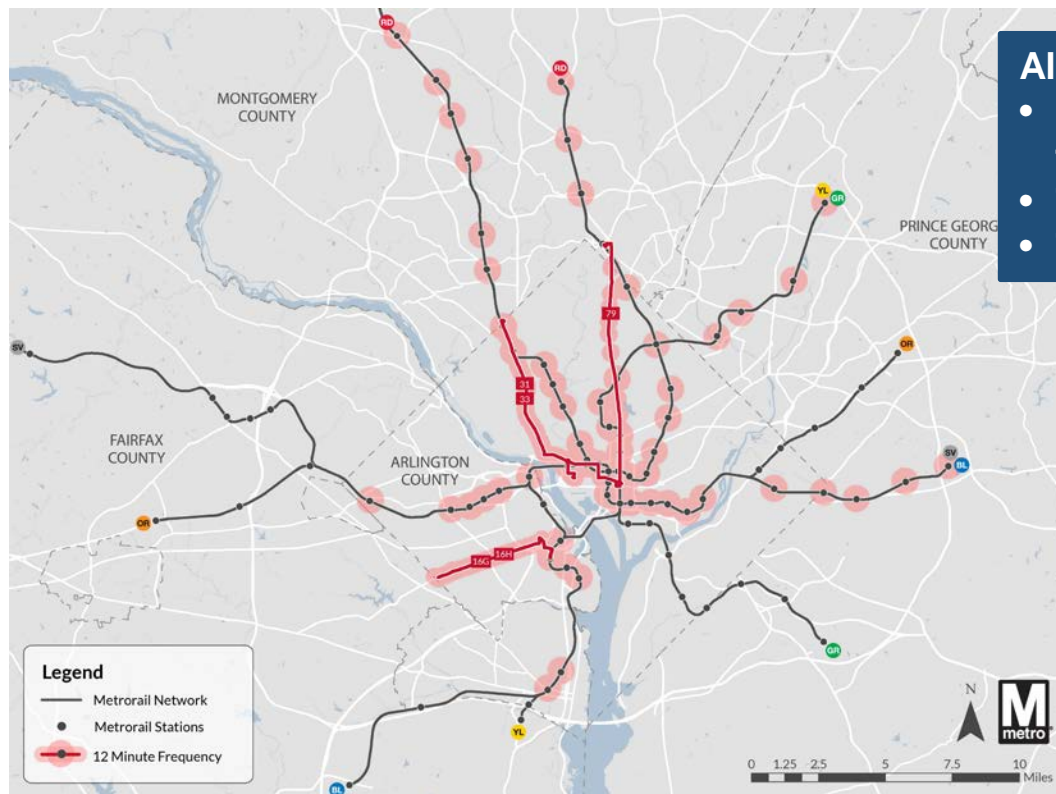 RD
RD
MONTGOMERY
COUNTY
Al
YL
GR
PRINCE GEORG
COUNTY
79
SV
OR
31
33
FAIRFAX
COUNTY
ARLINGTON
COUNTY
SV
BL
OR
16G
16H
GR
YL
BL
Legend
Metrorail Network
Metrorail Stations
12 Minute Frequency
N
M
metro
0 1.25 2.5 5 7.5 10
Miles